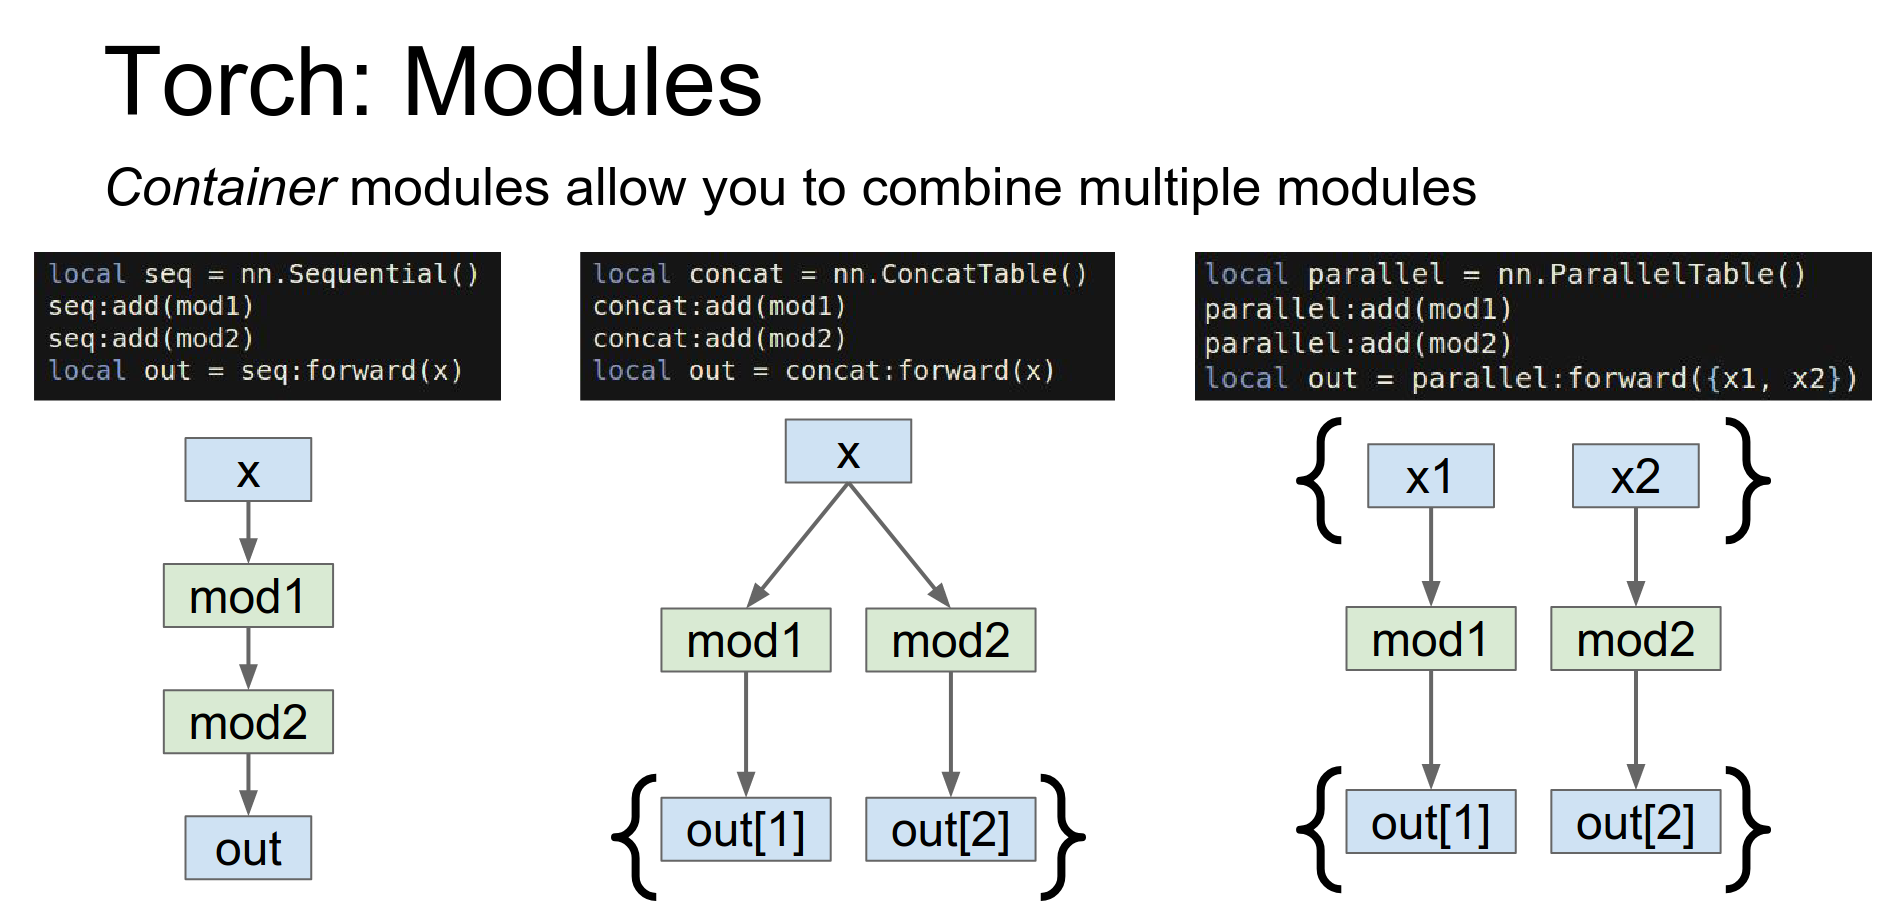 Torch: Modules
Container modules allow you to combine multiple modules
local seq = nn.Sequential()
seq:add(mod1)
seq:add(mod2)
local out = seq:forward(x)
x
mod1
mod2
out
local concat = nn.ConcatTable()
concat:add(mod1)
concat:add(mod2)
local out = concat:forward(x)
x
mod1 mod2
{ out[1] out[2] }
local parallel = nn.ParallelTable()
parallel:add(mod1)
parallel:add(mod2)
local out = parallel:forward({x1, x2})
{ x1 x2 }
mod1 mod2
{ out[1] out[2] }